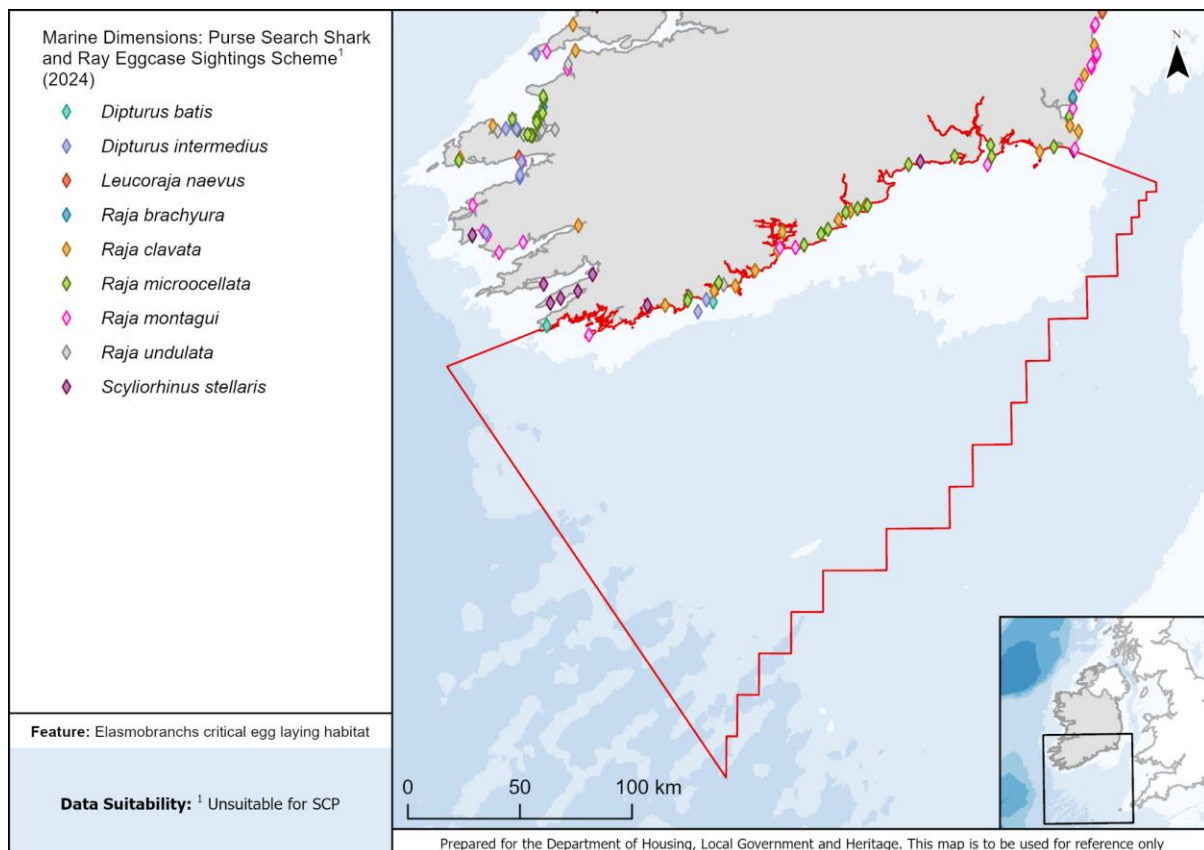 Marine Dimensions: Purse Search Shark
and Ray Eggcase Sightings Scheme¹
(2024)
Dipturus batis
Dipturus intermedius
Leucoraja naevus
Raja brachyura
Raja clavata
Raja microocellata
Raja montagui
Raja undulata
Scyliorhinus stellaris
Feature: Elasmobranchs critical egg laying habitat
Data Suitability: ¹ Unsuitable for SCP
N
0 50 100 km
Prepared for the Department of Housing, Local Government and Heritage. This map is to be used for reference only